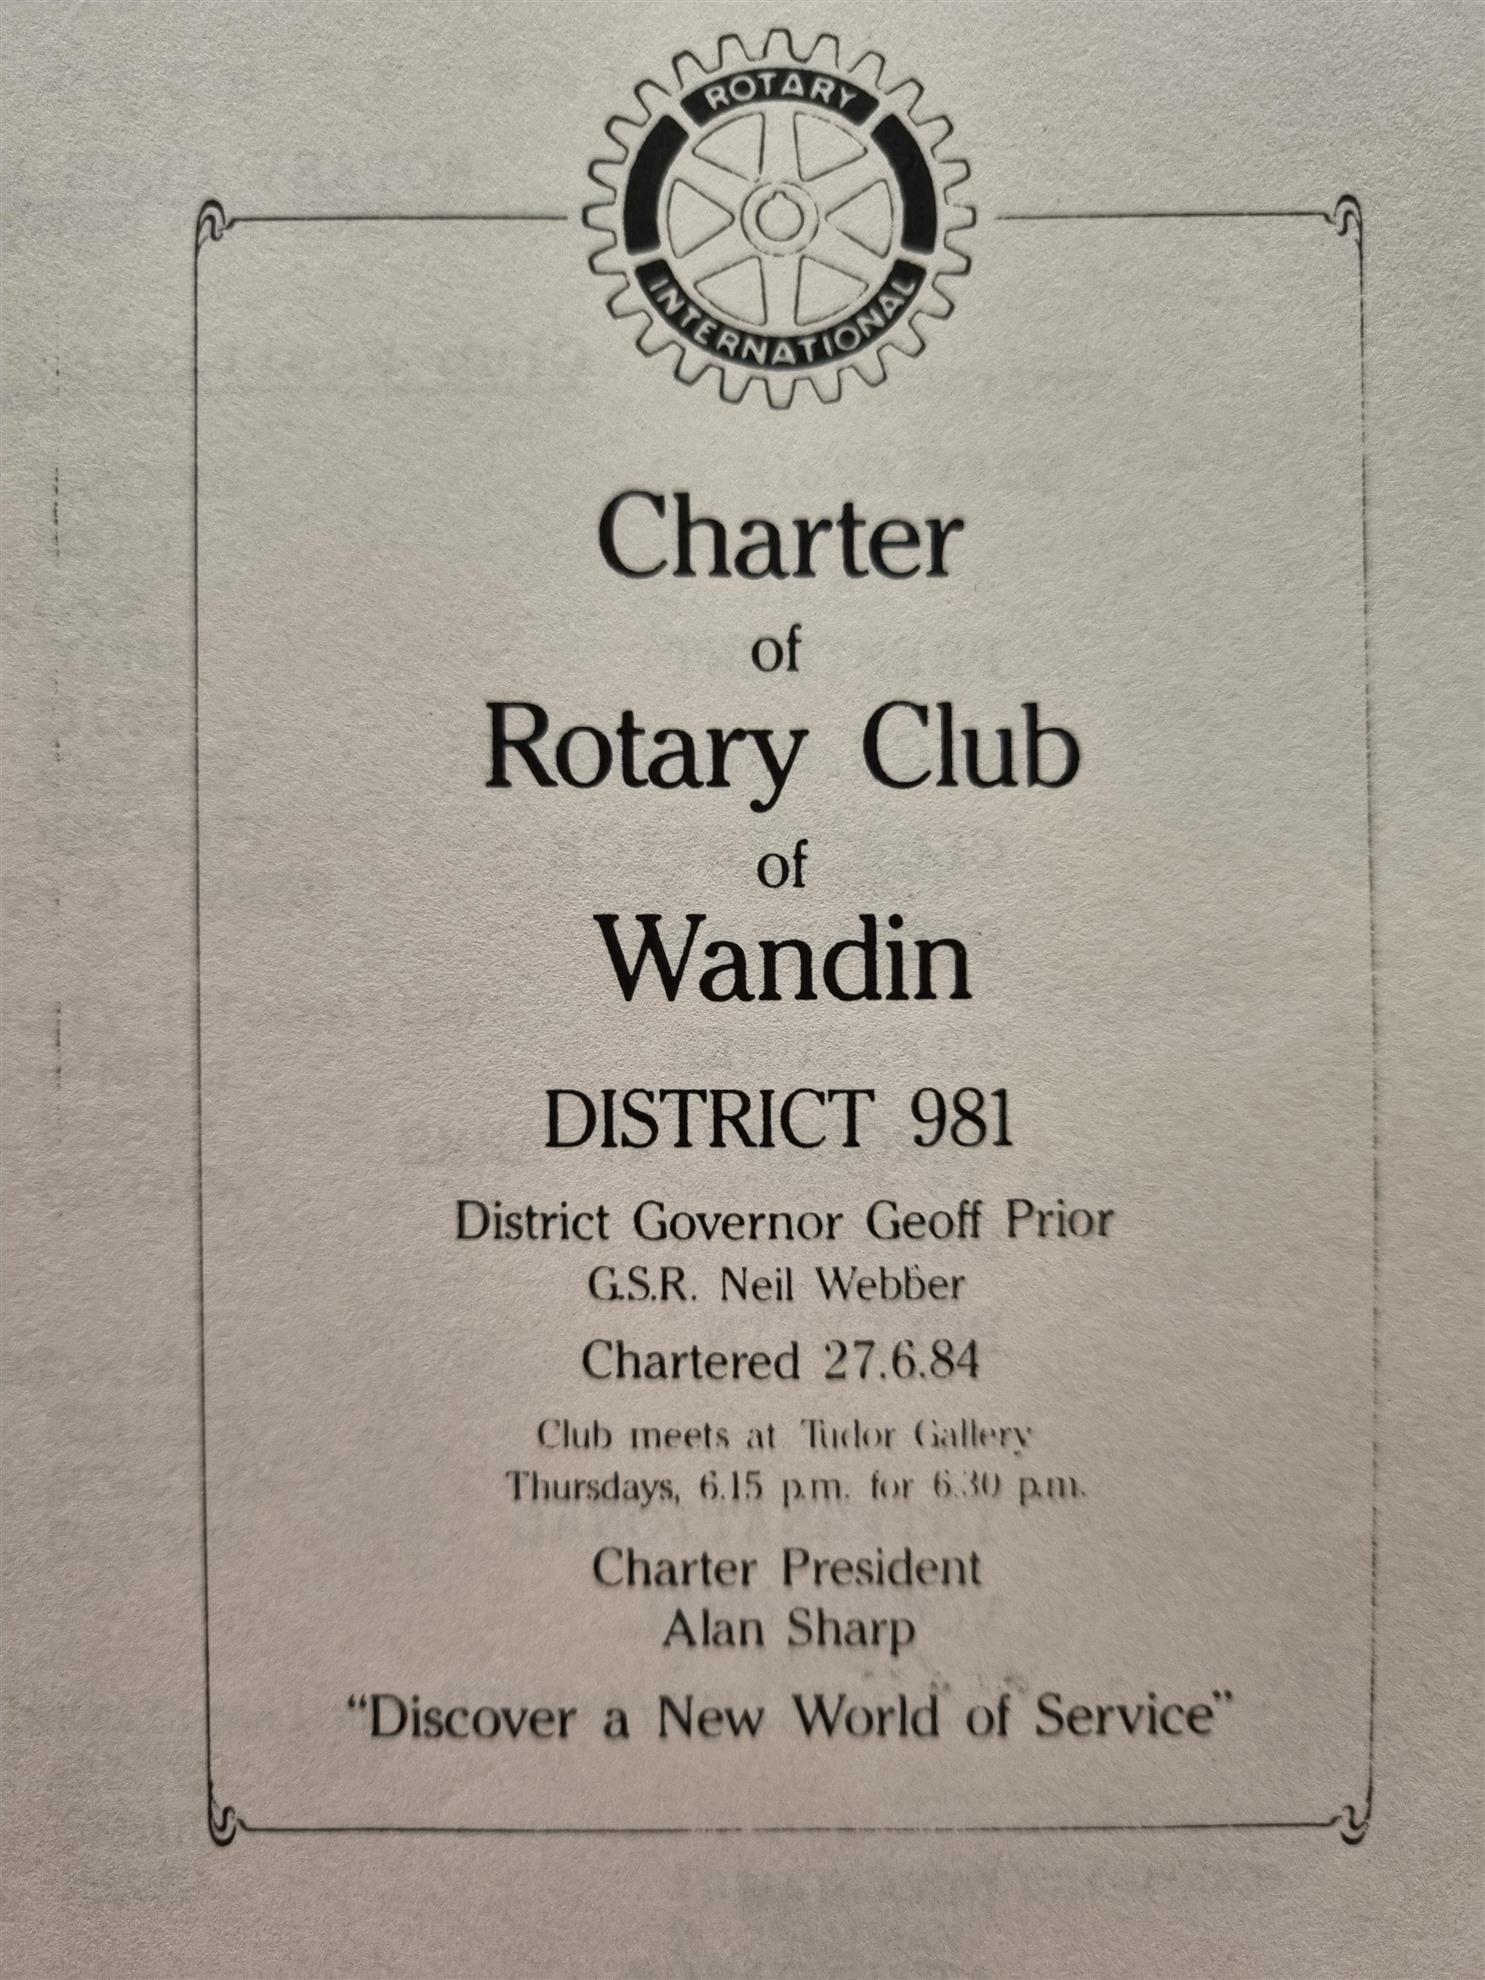 ROTARY
INTERNATIONAL
Charter
of
Rotary Club
of
Wandin
DISTRICT 981
District Governor Geoff Prior
G.S.R. Neil Webber
Chartered 27.6.84
Club meets at Tudor Gallery
Thursdays, 6.15 p.m. for 6.30 p.m.
Charter President
Alan Sharp
“Discover a New World of Service”